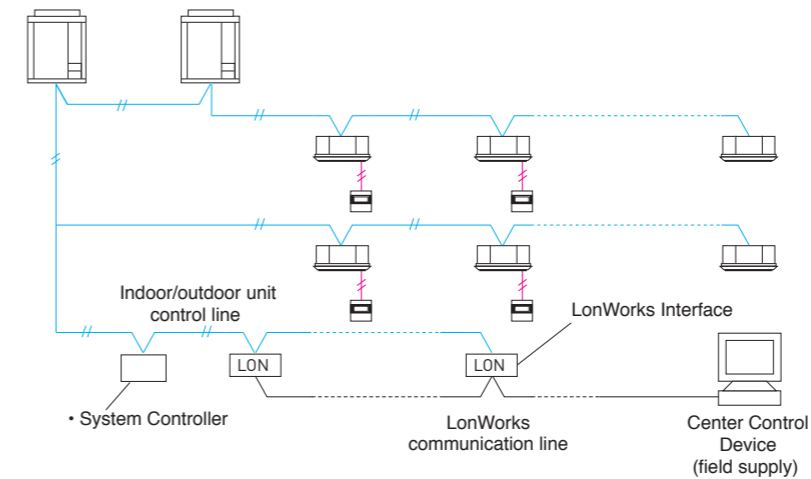 Indoor/outdoor unit
control line
LonWorks Interface
LON
LON
• System Controller
LonWorks
communication line
Center Control
Device
(field supply)